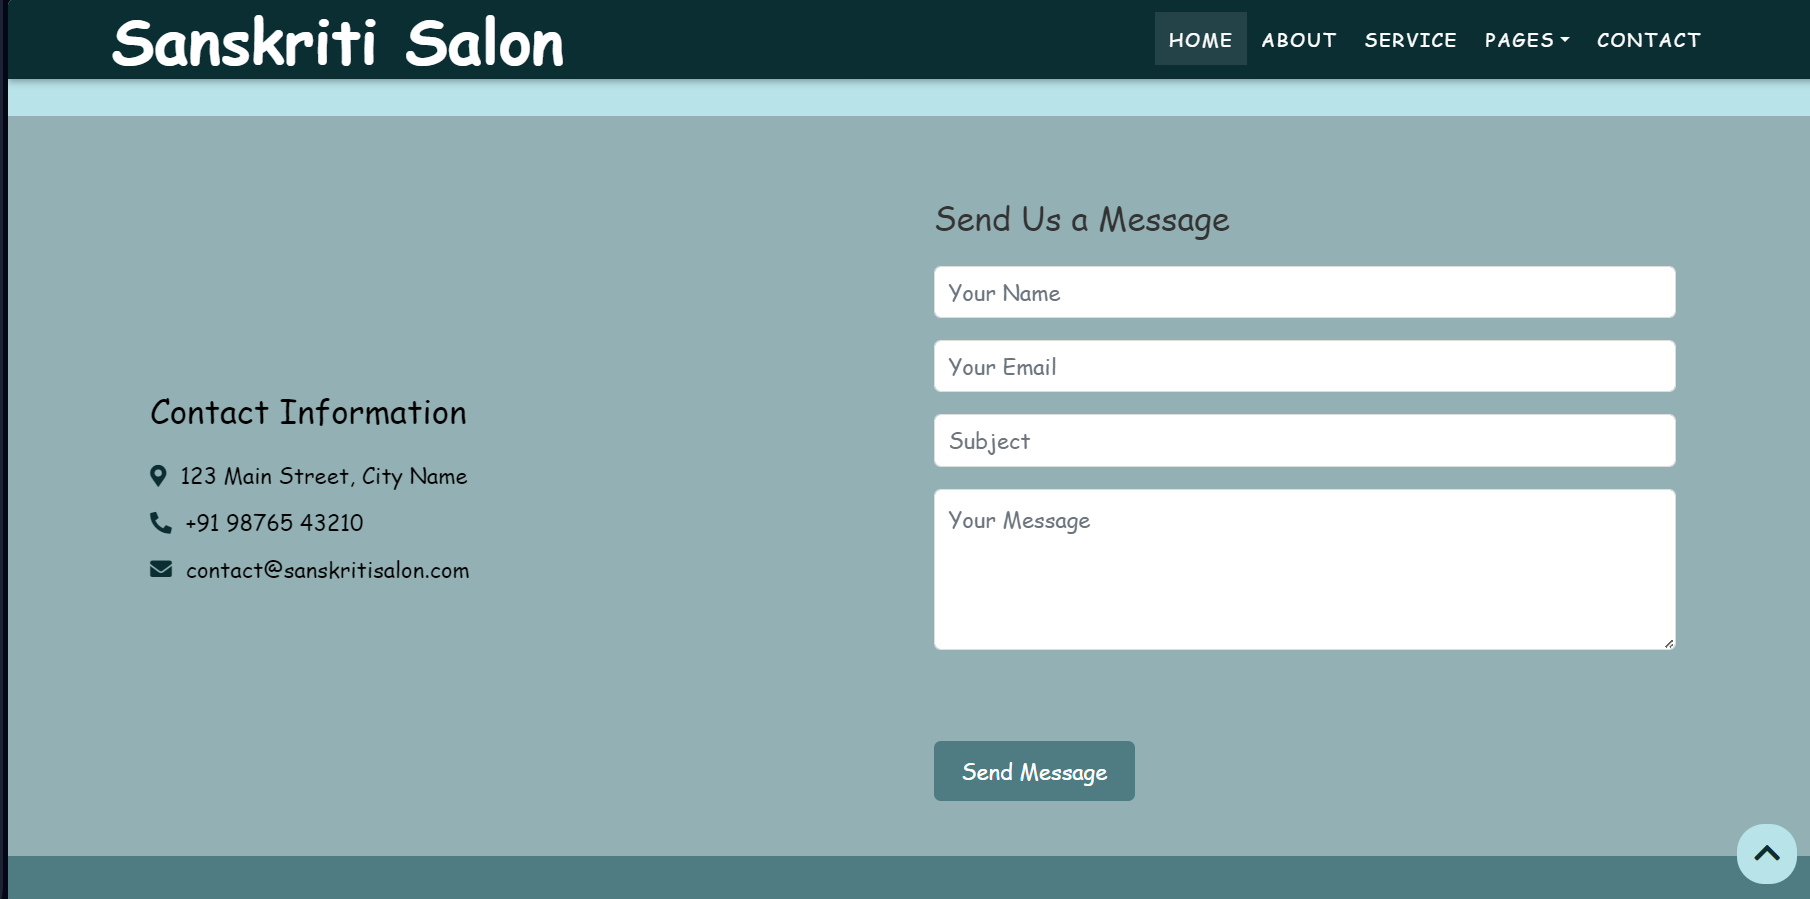 Sanskriti Salon
HOME ABOUT SERVICE PAGES CONTACT
Contact Information
123 Main Street, City Name
+91 98765 43210
contact@sanskritisalon.com
Send Us a Message
Your Name
Your Email
Subject
Your Message
Send Message